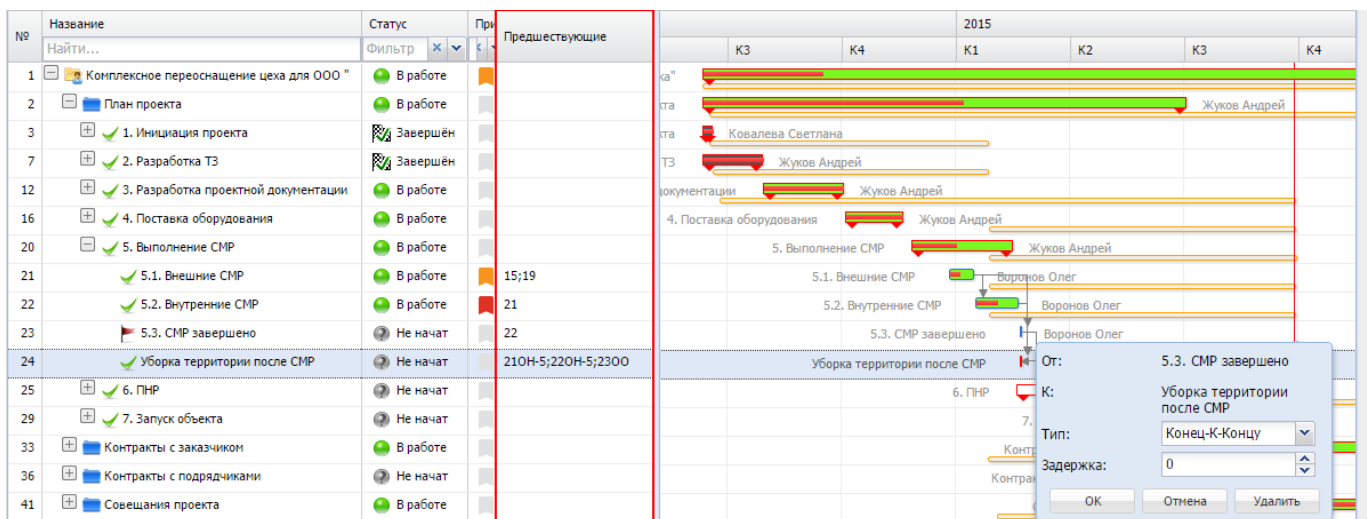 № Название Статус При Предшествующие 2015
Найти... Фильтр К3 К4 К1 К2 К3 К4
1 Комплексное переоснащение цеха для ООО " В работе ка"
2 План проекта В работе кта Жуков Андрей
3 1. Инициация проекта Завершён кта Ковалева Светлана
7 2. Разработка ТЗ Завершён ТЗ Жуков Андрей
12 3. Разработка проектной документации В работе документации Жуков Андрей
16 4. Поставка оборудования В работе 4. Поставка оборудования Жуков Андрей
20 5. Выполнение СМР В работе 5. Выполнение СМР Жуков Андрей
21 5.1. Внешние СМР В работе 15;19 5.1. Внешние СМР Воронов Олег
22 5.2. Внутренние СМР В работе 21 5.2. Внутренние СМР Воронов Олег
23 5.3. СМР завершено Не начат 22 5.3. СМР завершено Воронов Олег
24 Уборка территории после СМР Не начат 21ОН-5;22ОН-5;23ОО Уборка территории после СМР
От: 5.3. СМР завершено
25 6. ПНР Не начат 6. ПНР
К: Уборка территории
после СМР
29 7. Запуск объекта Не начат 7.
Тип: Конец-К-Концу
33 Контракты с заказчиком В работе Контр
Задержка: 0
36 Контракты с подрядчиками Не начат Контрак
ОК Отмена Удалить
41 Совещания проекта В работе